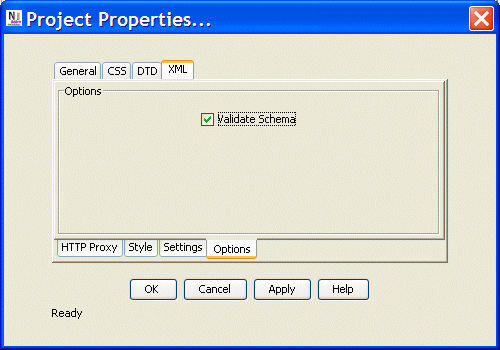 Project Properties...
General CSS DTD XML
Options
Validate Schema
HTTP Proxy Style Settings Options
OK Cancel Apply Help
Ready